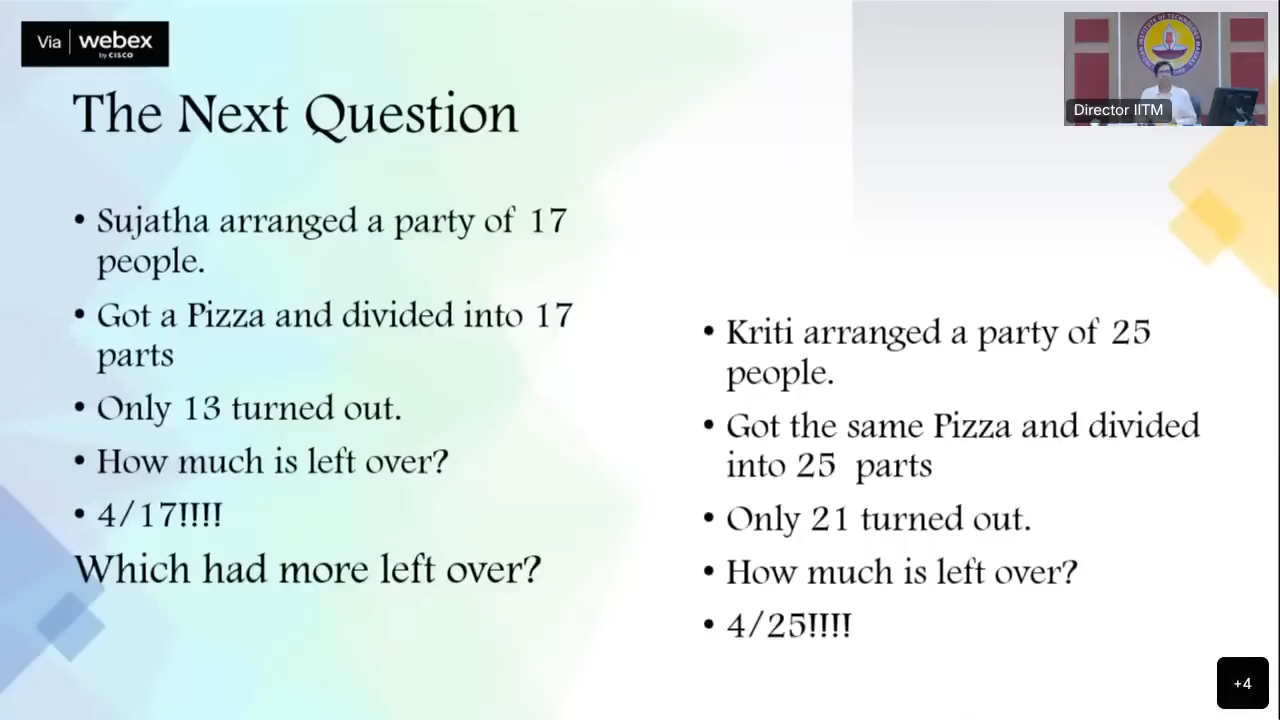 Via webex
by CISCO
Director IITM
The Next Question
• Sujatha arranged a party of 17
people.
• Got a Pizza and divided into 17
parts
• Only 13 turned out.
• How much is left over?
• 4/17!!!!
Which had more left over?
• Kriti arranged a party of 25
people.
• Got the same Pizza and divided
into 25 parts
• Only 21 turned out.
• How much is left over?
• 4/25!!!!
+4